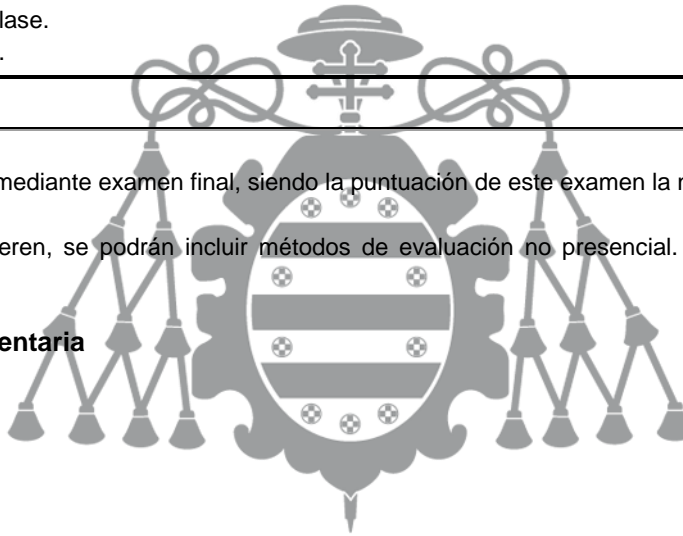 lase.
.
mediante examen final, siendo la puntuación de este examen la
eren, se podrán incluir métodos de evaluación no presencial.
entaria